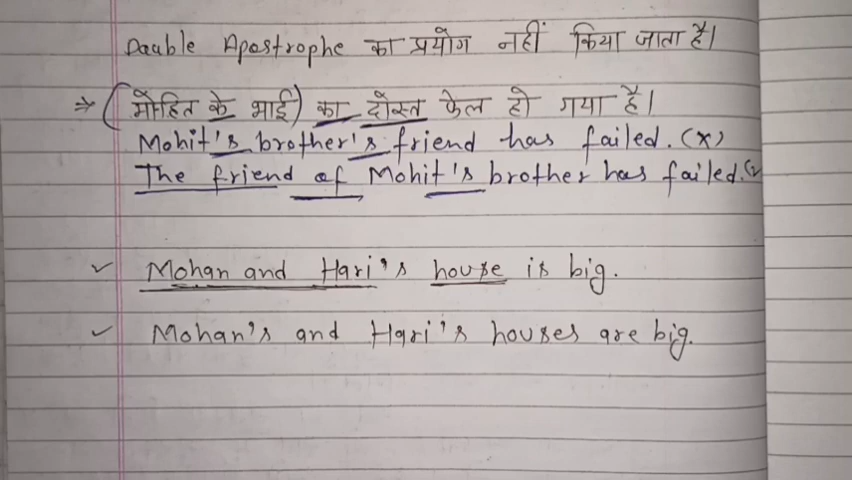 Double Apostrophe का प्रयोग नहीं किया जाता है।
⇒ (मोहित के भाई) का दोस्त फेल हो गया है।
Mohit's brother's friend has failed. (x)
The friend of Mohit's brother has failed. (✓
✓ Mohan and Hari's house is big.
✓ Mohan's and Hari's houses are big.